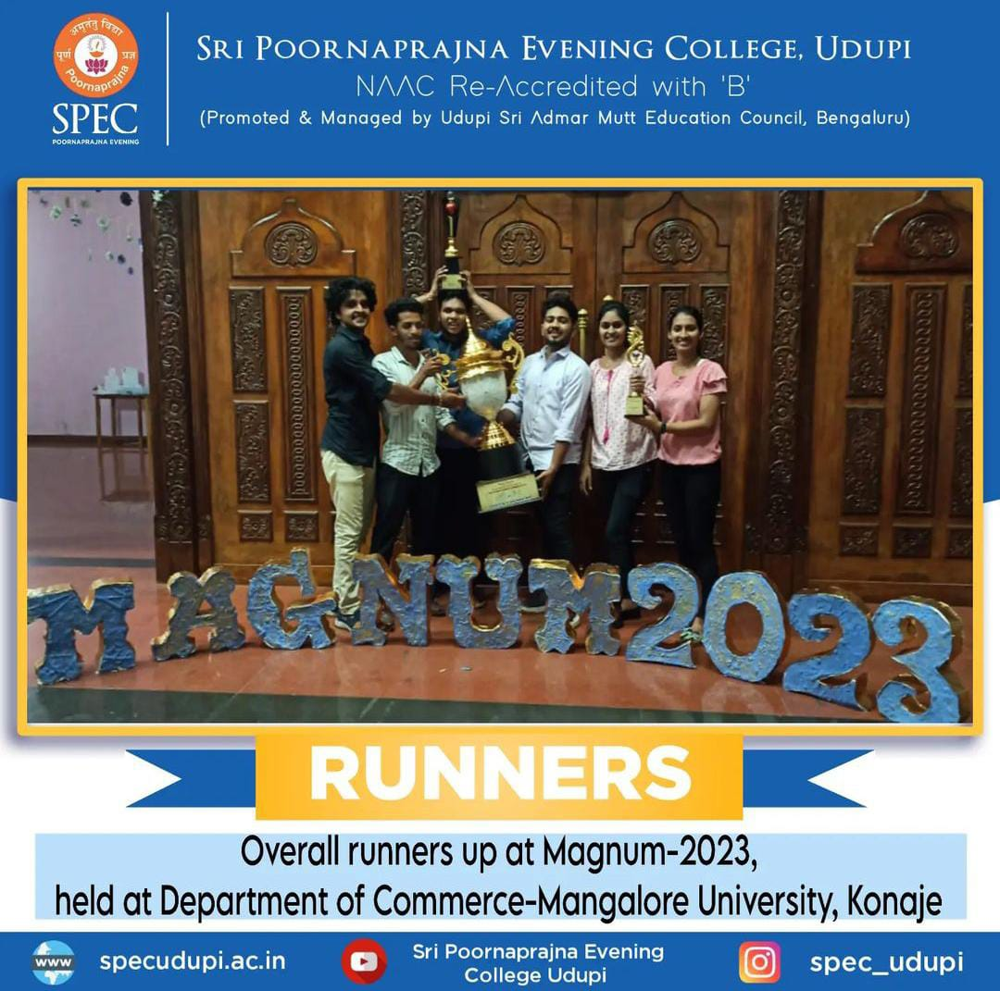 अमृतंतु विद्या
पूर्ण प्रज्ञ
Poornaprajna
SPEC
POORNAPRAJNA EVENING
SRI POORNAPRAJNA EVENING COLLEGE, UDUPI
NAAC Re-Accredited with 'B'
(Promoted & Managed by Udupi Sri Admar Mutt Education Council, Bengaluru)
MAGNUM2023
RUNNERS
Overall runners up at Magnum-2023,
held at Department of Commerce-Mangalore University, Konaje
www
specudupi.ac.in
Sri Poornaprajna Evening
College Udupi
spec_udupi